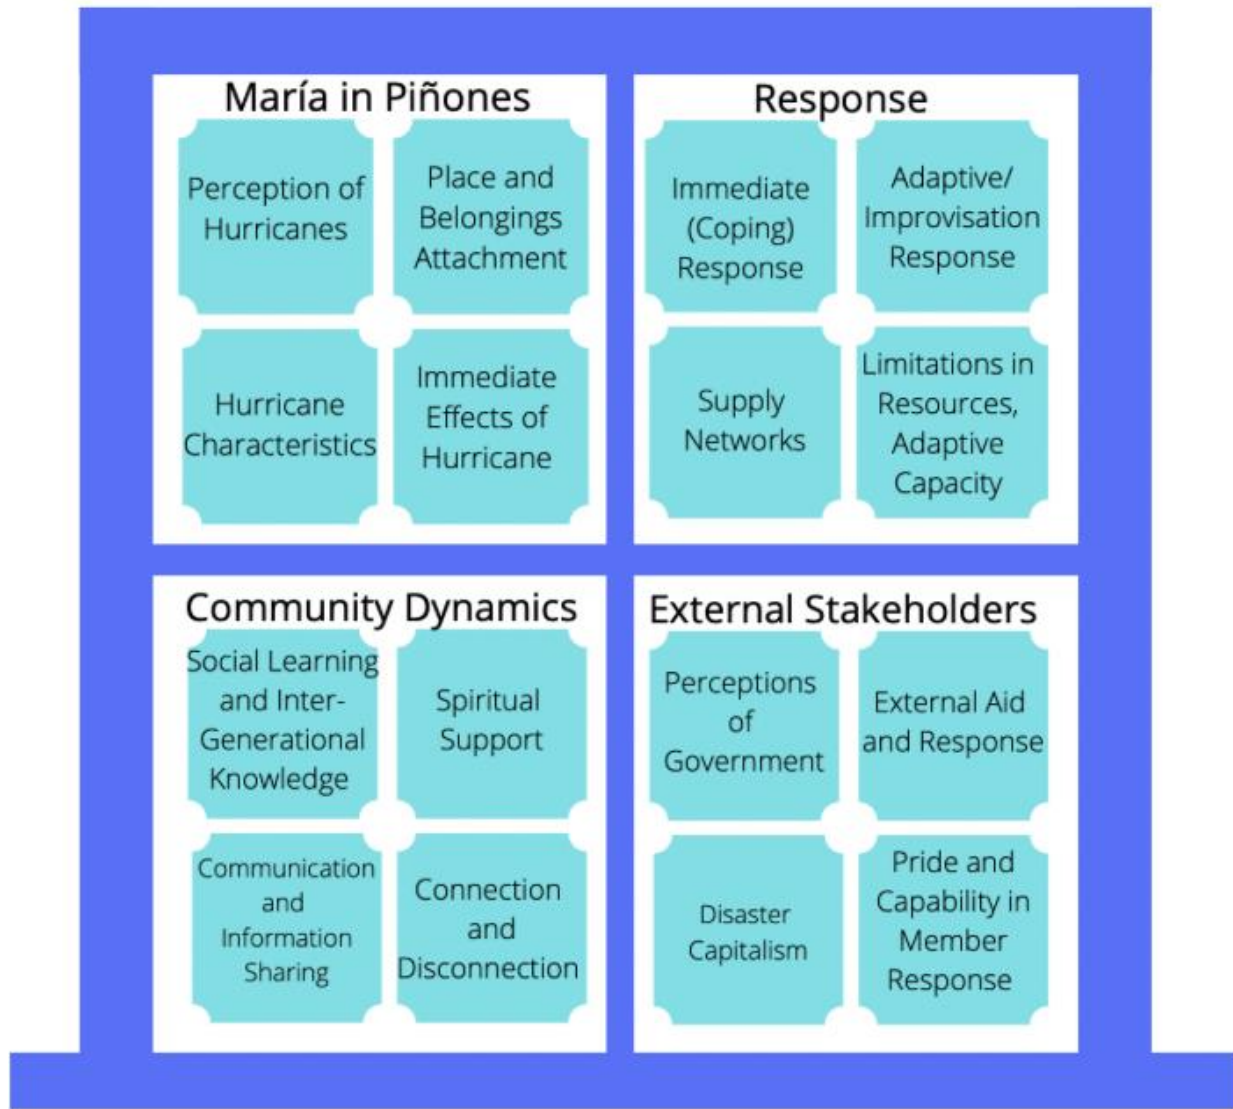 María in Piñones
Perception of
Hurricanes
Place and
Belongings
Attachment
Hurricane
Characteristics
Immediate
Effects of
Hurricane
Response
Immediate
(Coping)
Response
Adaptive/
Improvisation
Response
Supply
Networks
Limitations in
Resources,
Adaptive
Capacity
Community Dynamics
Social Learning
and Inter-
Generational
Knowledge
Spiritual
Support
Communication
and
Information
Sharing
Connection
and
Disconnection
External Stakeholders
Perceptions
of
Government
External Aid
and Response
Disaster
Capitalism
Pride and
Capability in
Member
Response